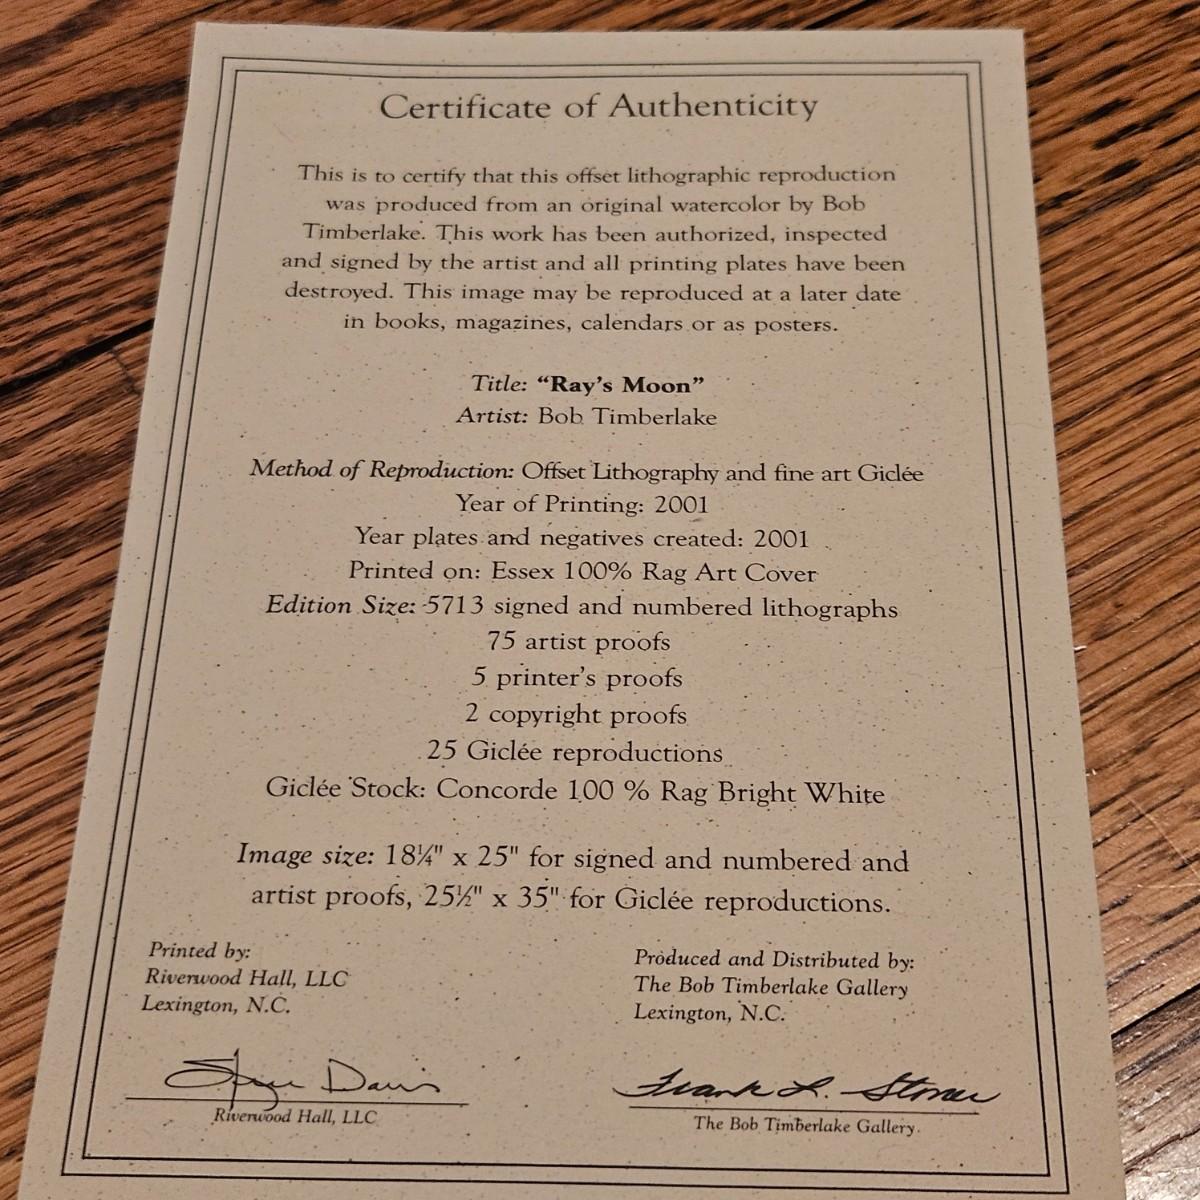 Certificate of Authenticity
This is to certify that this offset lithographic reproduction
was produced from an original watercolor by Bob
Timberlake. This work has been authorized, inspected
and signed by the artist and all printing plates have been
destroyed. This image may be reproduced at a later date
in books, magazines, calendars or as posters.
Title: “Ray’s Moon”
Artist: Bob Timberlake
Method of Reproduction: Offset Lithography and fine art Giclée
Year of Printing: 2001
Year plates and negatives created: 2001
Printed on: Essex 100% Rag Art Cover
Edition Size: 5713 signed and numbered lithographs
75 artist proofs
5 printer’s proofs
2 copyright proofs
25 Giclée reproductions
Giclée Stock: Concorde 100 % Rag Bright White
Image size: 18¼" x 25" for signed and numbered and
artist proofs, 25½" x 35" for Giclée reproductions.
Printed by:
Riverwood Hall, LLC
Lexington, N.C.
Produced and Distributed by:
The Bob Timberlake Gallery
Lexington, N.C.
Davis
Riverwood Hall, LLC
Frank L.
The Bob Timberlake Gallery